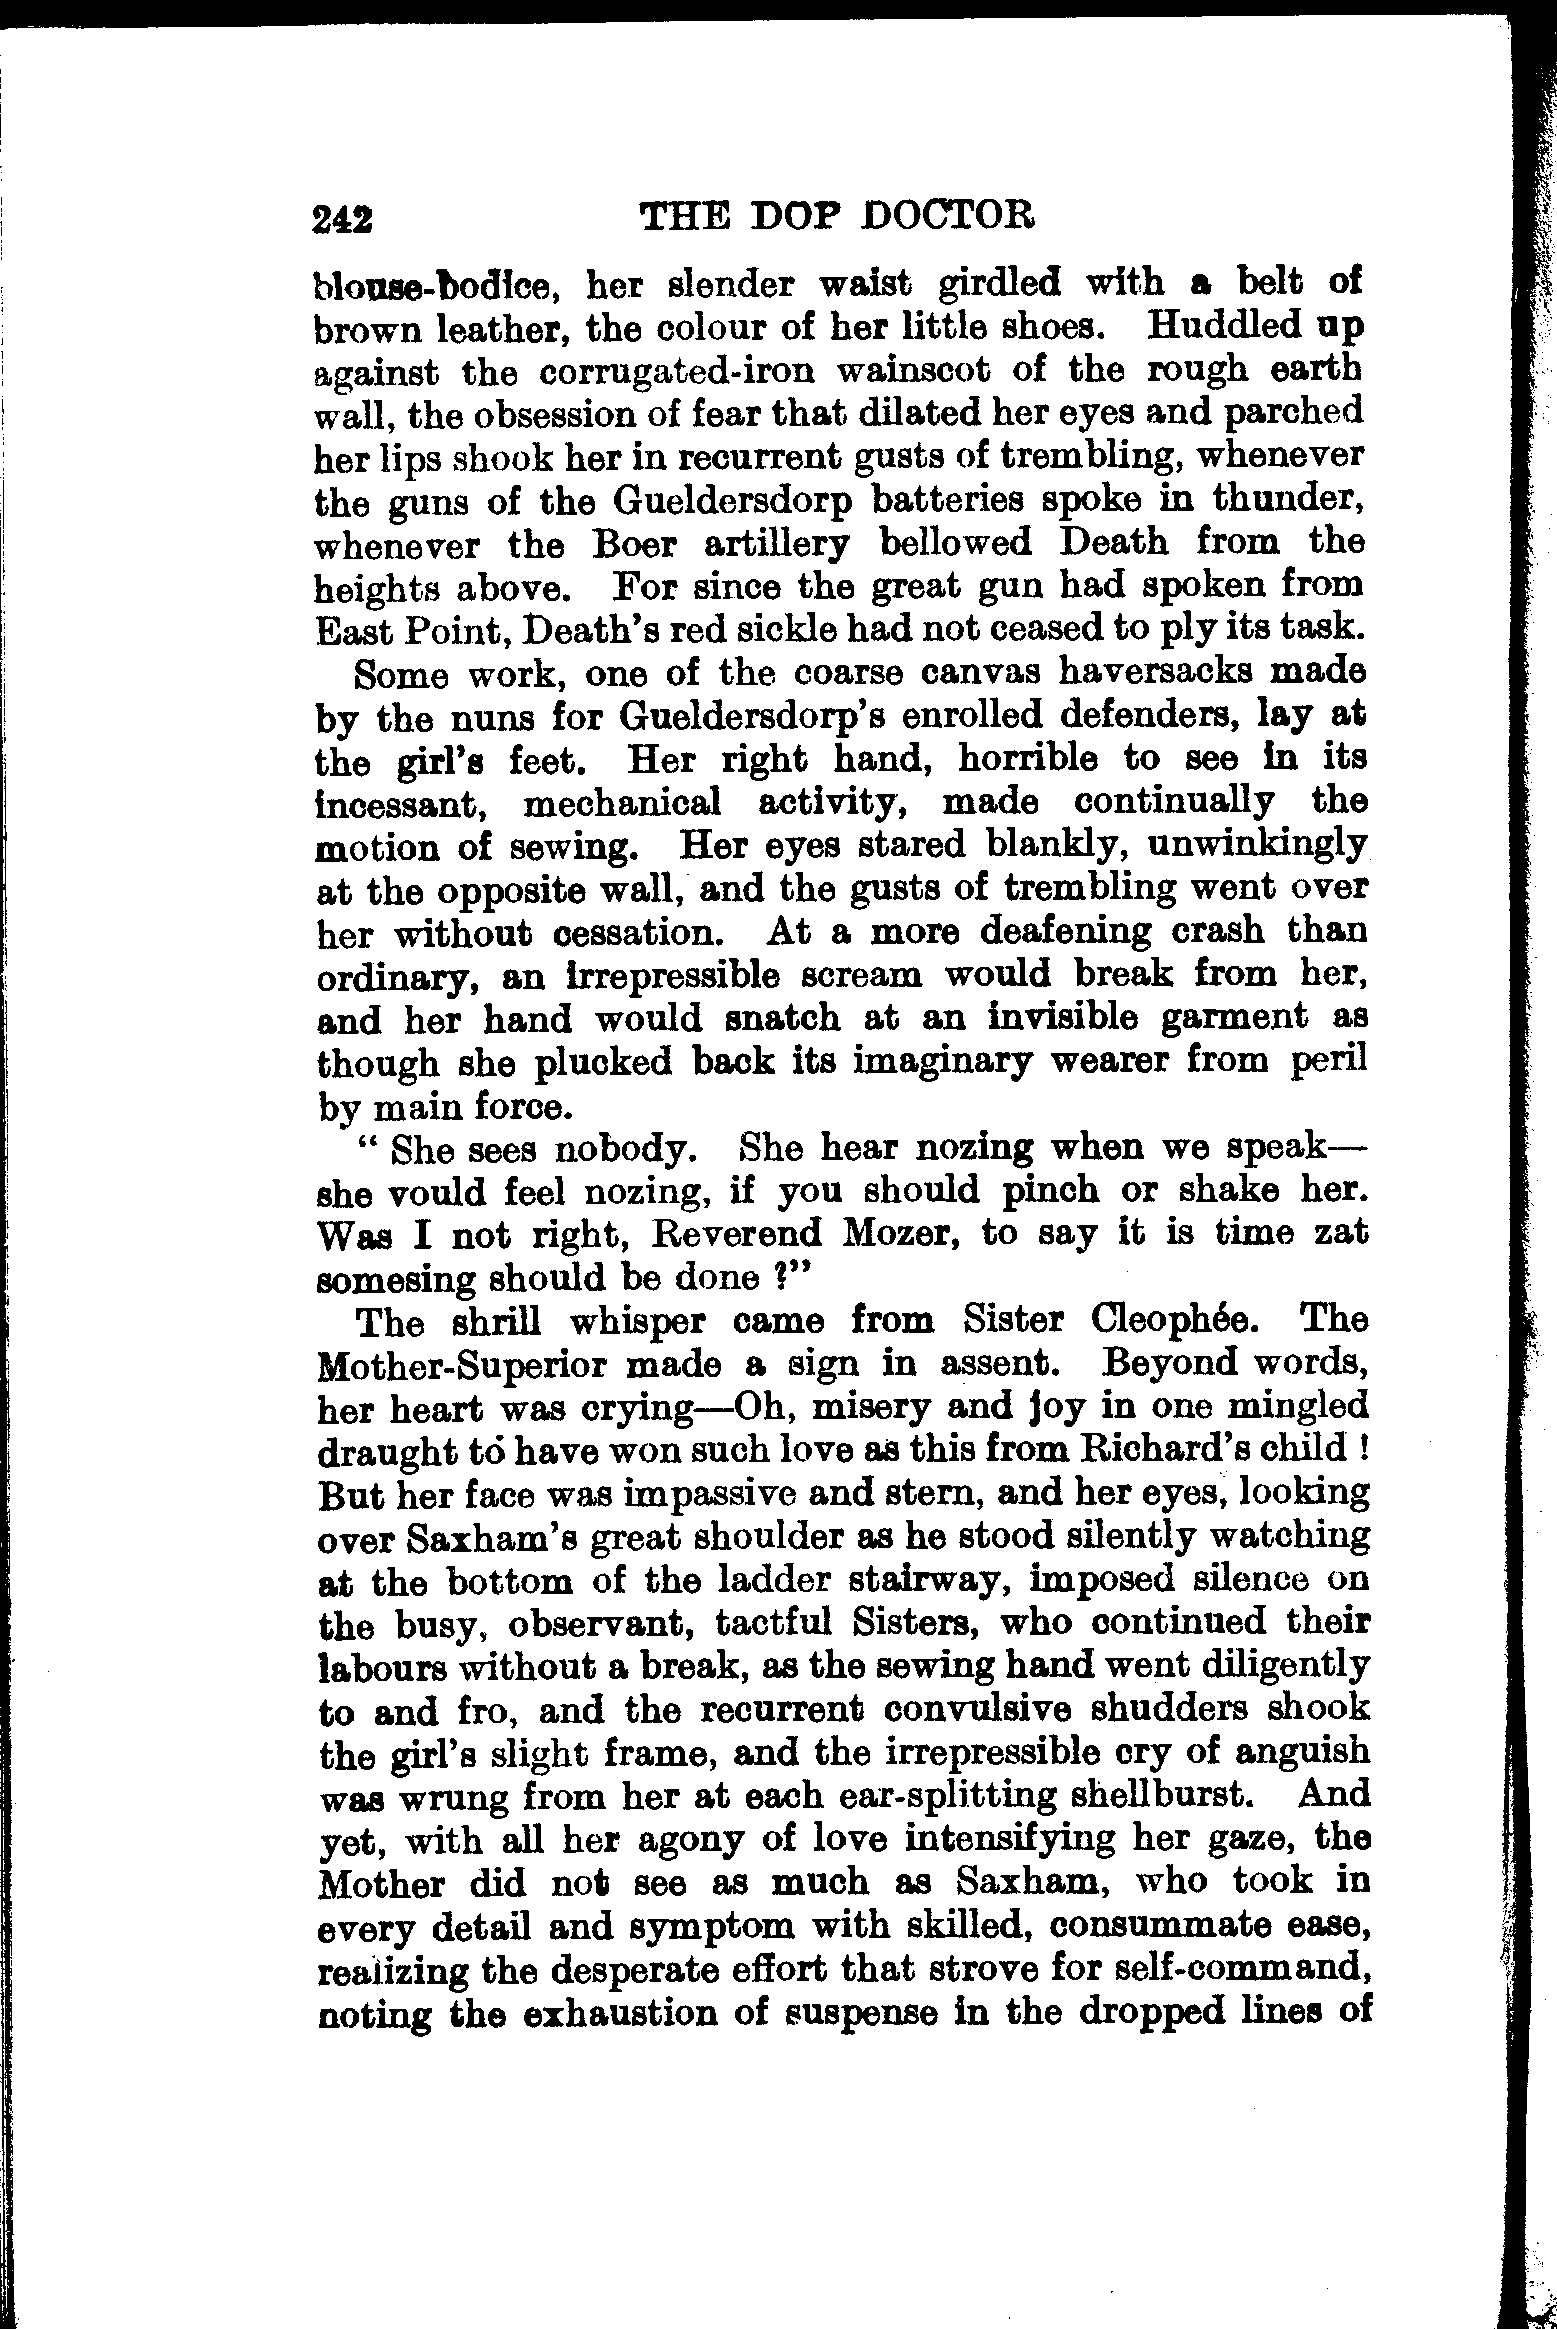 242 THE DOP DOCTOR
blouse-bodice, her slender waist girdled with a belt of
brown leather, the colour of her little shoes. Huddled up
against the corrugated-iron wainscot of the rough earth
wall, the obsession of fear that dilated her eyes and parched
her lips shook her in recurrent gusts of trembling, whenever
the guns of the Gueldersdorp batteries spoke in thunder,
whenever the Boer artillery bellowed Death from the
heights above. For since the great gun had spoken from
East Point, Death's red sickle had not ceased to ply its task.
Some work, one of the coarse canvas haversacks made
by the nuns for Gueldersdorp's enrolled defenders, lay at
the girl's feet. Her right hand, horrible to see in its
incessant, mechanical activity, made continually the
motion of sewing. Her eyes stared blankly, unwinkingly
at the opposite wall, and the gusts of trembling went over
her without cessation. At a more deafening crash than
ordinary, an irrepressible scream would break from her,
and her hand would snatch at an invisible garment as
though she plucked back its imaginary wearer from peril
by main force.
" She sees nobody. She hear nozing when we speak—
she vould feel nozing, if you should pinch or shake her.
Was I not right, Reverend Mozer, to say it is time zat
somesing should be done ?"
The shrill whisper came from Sister Cleophée. The
Mother-Superior made a sign in assent. Beyond words,
her heart was crying—Oh, misery and joy in one mingled
draught to have won such love as this from Richard's child !
But her face was impassive and stern, and her eyes, looking
over Saxham's great shoulder as he stood silently watching
at the bottom of the ladder stairway, imposed silence on
the busy, observant, tactful Sisters, who continued their
labours without a break, as the sewing hand went diligently
to and fro, and the recurrent convulsive shudders shook
the girl's slight frame, and the irrepressible cry of anguish
was wrung from her at each ear-splitting shellburst. And
yet, with all her agony of love intensifying her gaze, the
Mother did not see as much as Saxham, who took in
every detail and symptom with skilled, consummate ease,
realizing the desperate effort that strove for self-command,
noting the exhaustion of suspense in the dropped lines of